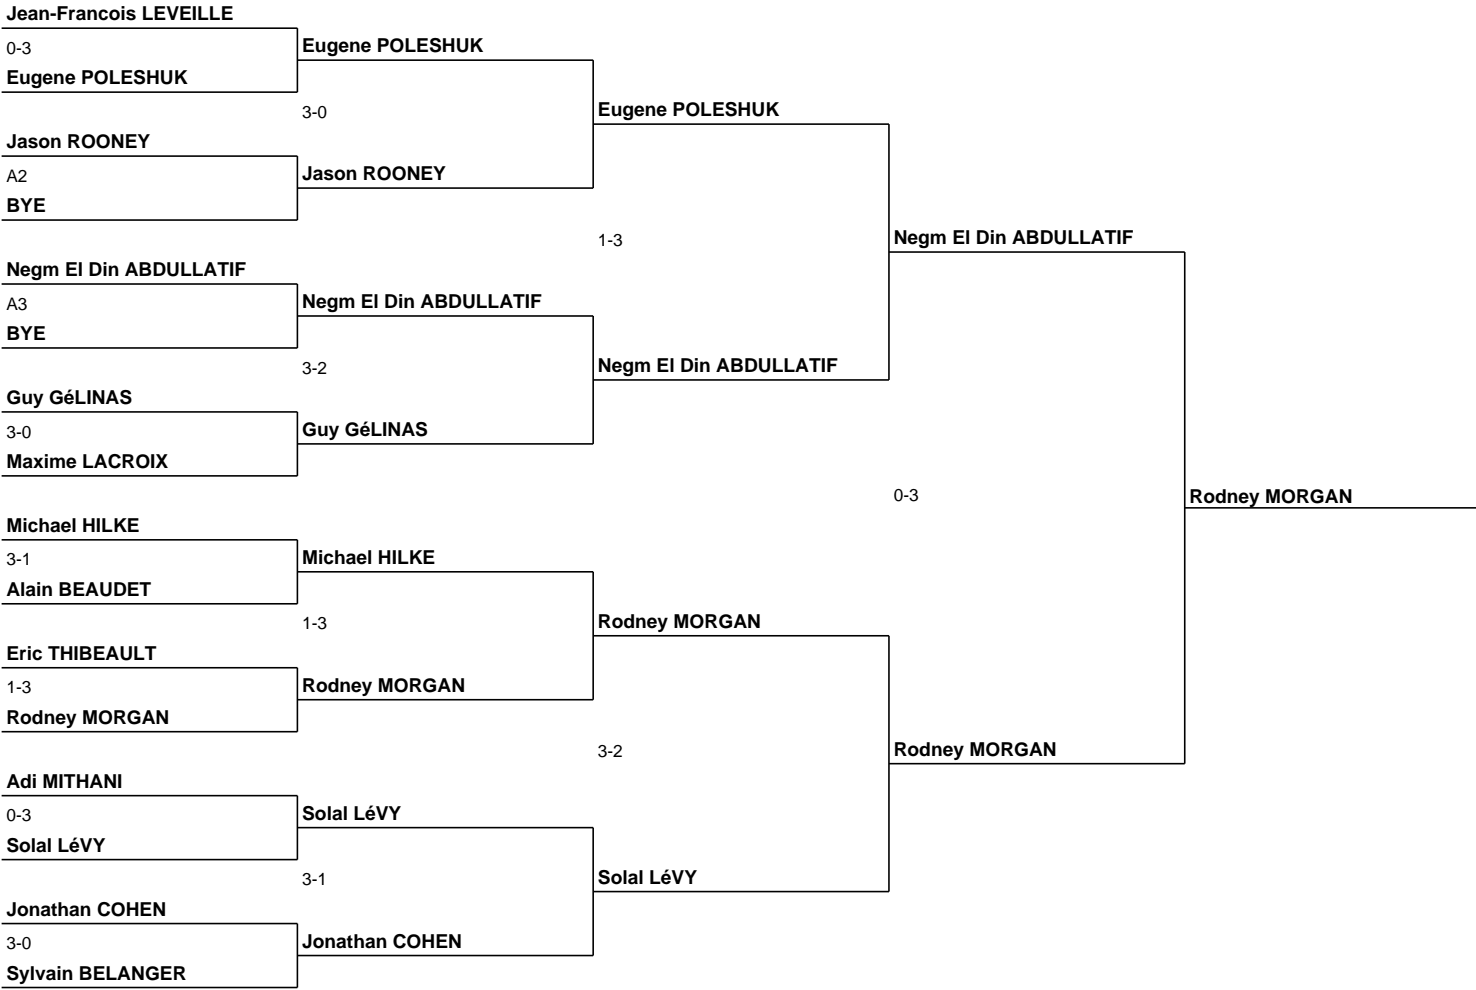 Jean-Francois LEVEILLE
0-3
Eugene POLESHUK
Jason ROONEY
A2
BYE
Negm El Din ABDULLATIF
A3
BYE
Guy GéLINAS
3-0
Maxime LACROIX
Michael HILKE
3-1
Alain BEAUDET
Eric THIBEAULT
1-3
Rodney MORGAN
Adi MITHANI
0-3
Solal LéVY
Jonathan COHEN
3-0
Sylvain BELANGER
Eugene POLESHUK
3-0
Jason ROONEY
Negm El Din ABDULLATIF
3-2
Guy GéLINAS
Michael HILKE
1-3
Rodney MORGAN
Solal LéVY
3-1
Jonathan COHEN
Eugene POLESHUK
1-3
Negm El Din ABDULLATIF
Rodney MORGAN
3-2
Solal LéVY
Negm El Din ABDULLATIF
0-3
Rodney MORGAN
Rodney MORGAN